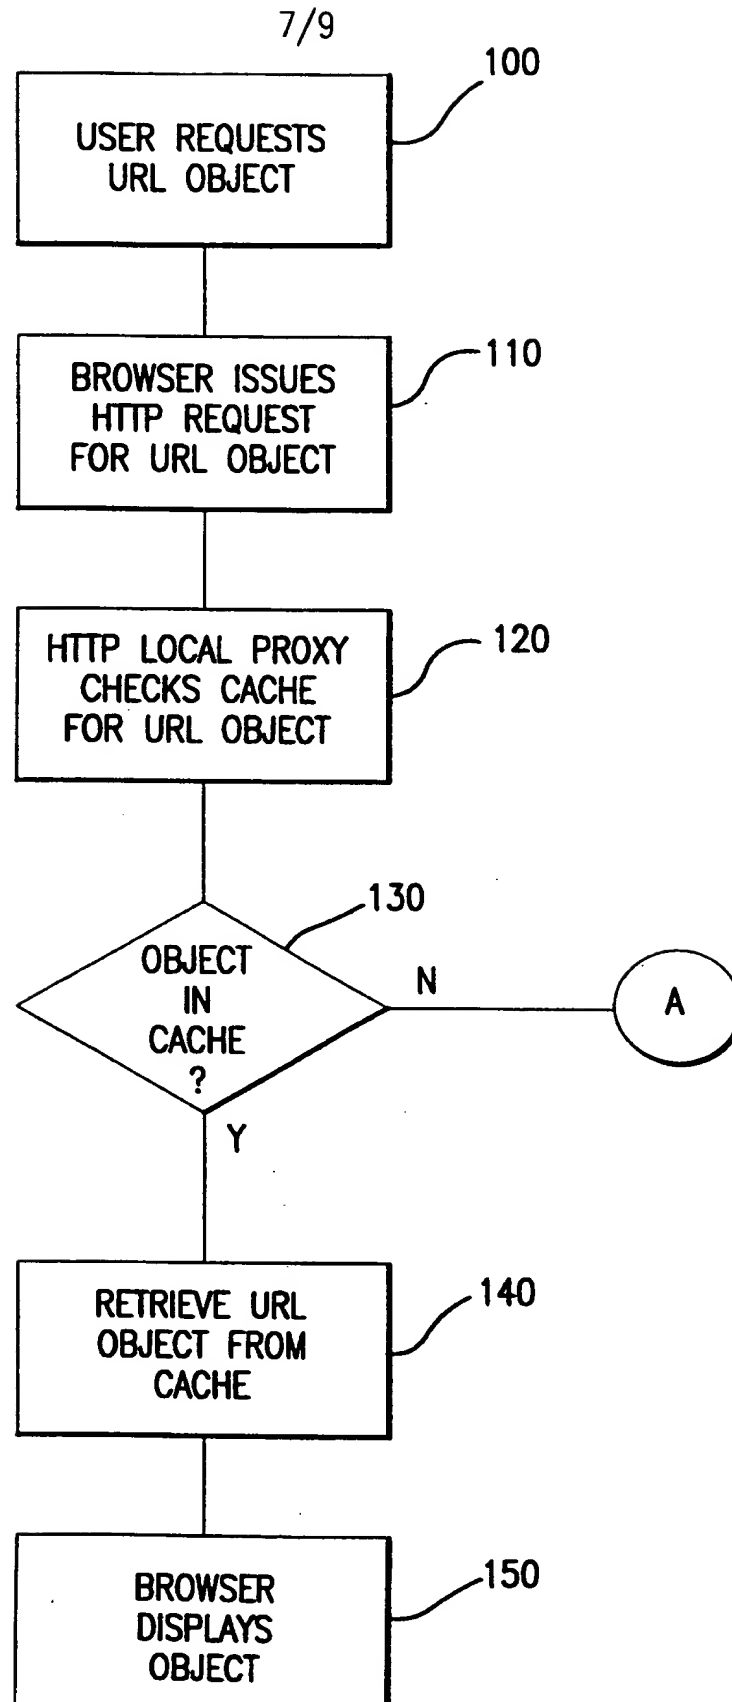 7/9
100
USER REQUESTS
URL OBJECT
110
BROWSER ISSUES
HTTP REQUEST
FOR URL OBJECT
120
HTTP LOCAL PROXY
CHECKS CACHE
FOR URL OBJECT
130
OBJECT
IN
CACHE
?
N
A
Y
140
RETRIEVE URL
OBJECT FROM
CACHE
150
BROWSER
DISPLAYS
OBJECT